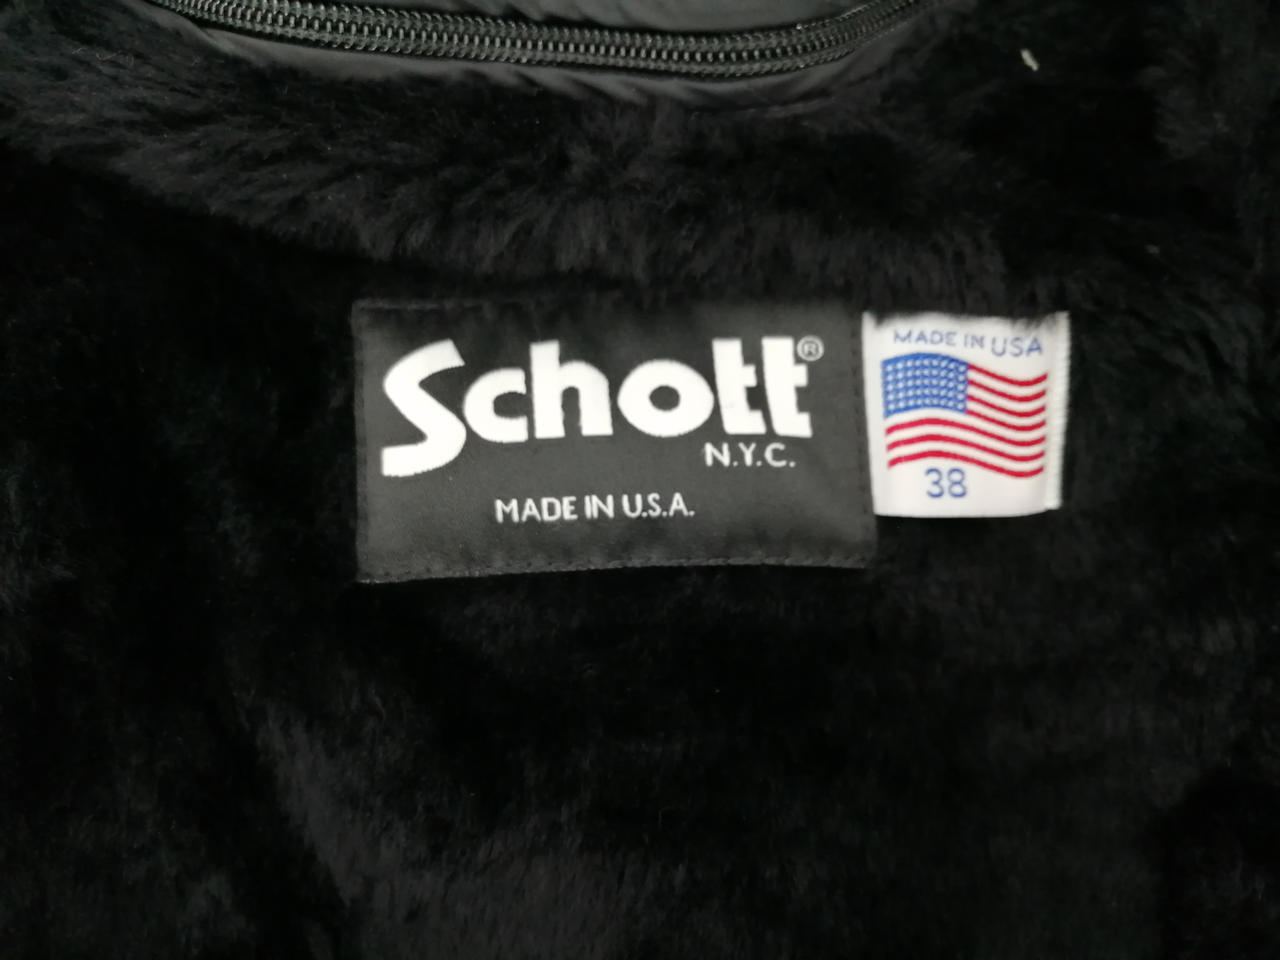 Schott®
N.Y.C.
MADE IN U.S.A.
MADE IN USA
38